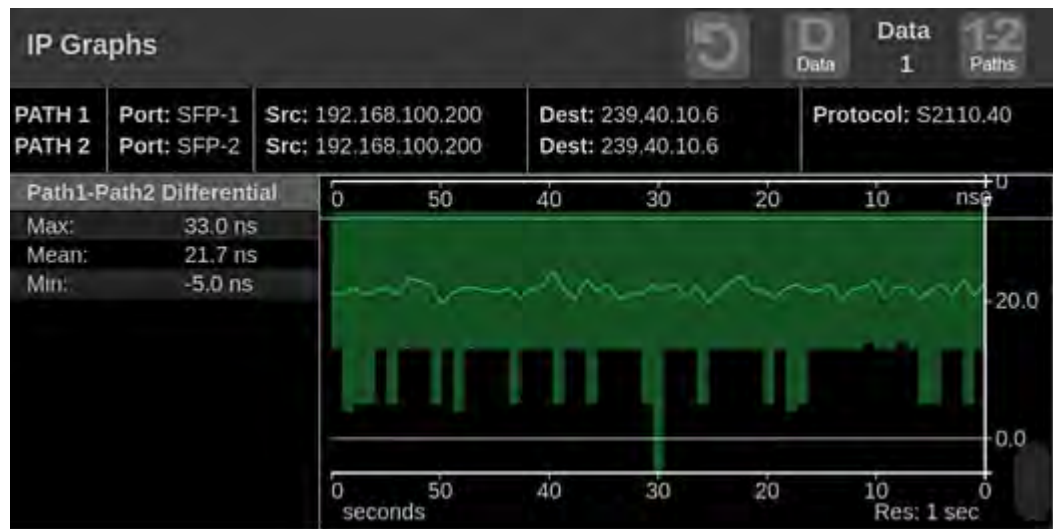 IP Graphs
D Data
Data 1
1-2 Paths
PATH 1 Port: SFP-1 Src: 192.168.100.200 Dest: 239.40.10.6 Protocol: S2110.40
PATH 2 Port: SFP-2 Src: 192.168.100.200 Dest: 239.40.10.6
Path1-Path2 Differential
Max: 33.0 ns
Mean: 21.7 ns
Min: -5.0 ns
0 50 40 30 20 10
20.0
0.0
0 50 40 30 20 10 0
seconds Res: 1 sec